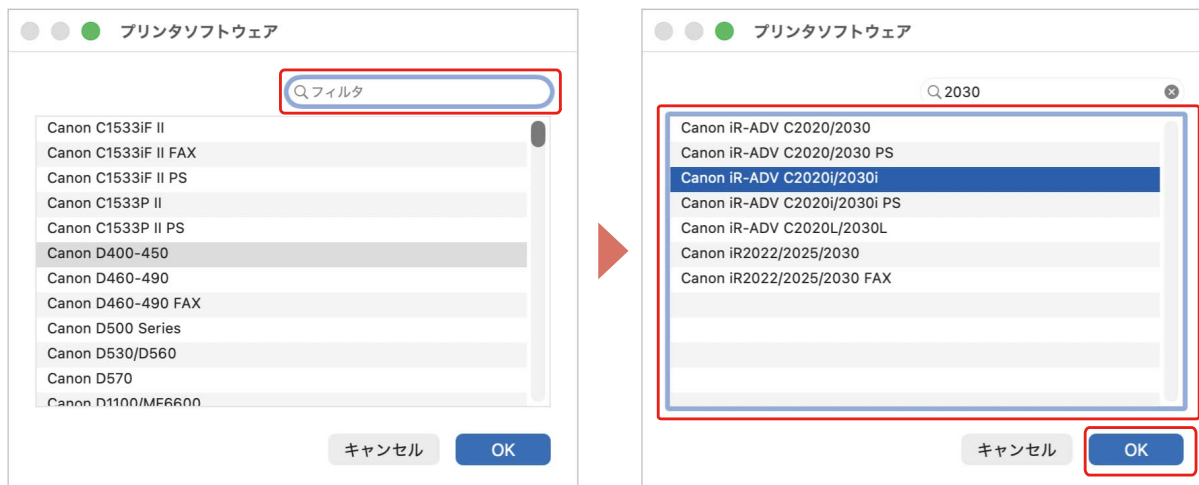 プリンタソフトウェア
フィルタ
Canon C1533iF II
Canon C1533iF II FAX
Canon C1533iF II PS
Canon C1533P II
Canon C1533P II PS
Canon D400-450
Canon D460-490
Canon D460-490 FAX
Canon D500 Series
Canon D530/D560
Canon D570
Canon D1100/MF6600
キャンセル
OK
プリンタソフトウェア
2030
Canon iR-ADV C2020/2030
Canon iR-ADV C2020/2030 PS
Canon iR-ADV C2020i/2030i
Canon iR-ADV C2020i/2030i PS
Canon iR-ADV C2020L/2030L
Canon iR2022/2025/2030
Canon iR2022/2025/2030 FAX
キャンセル
OK